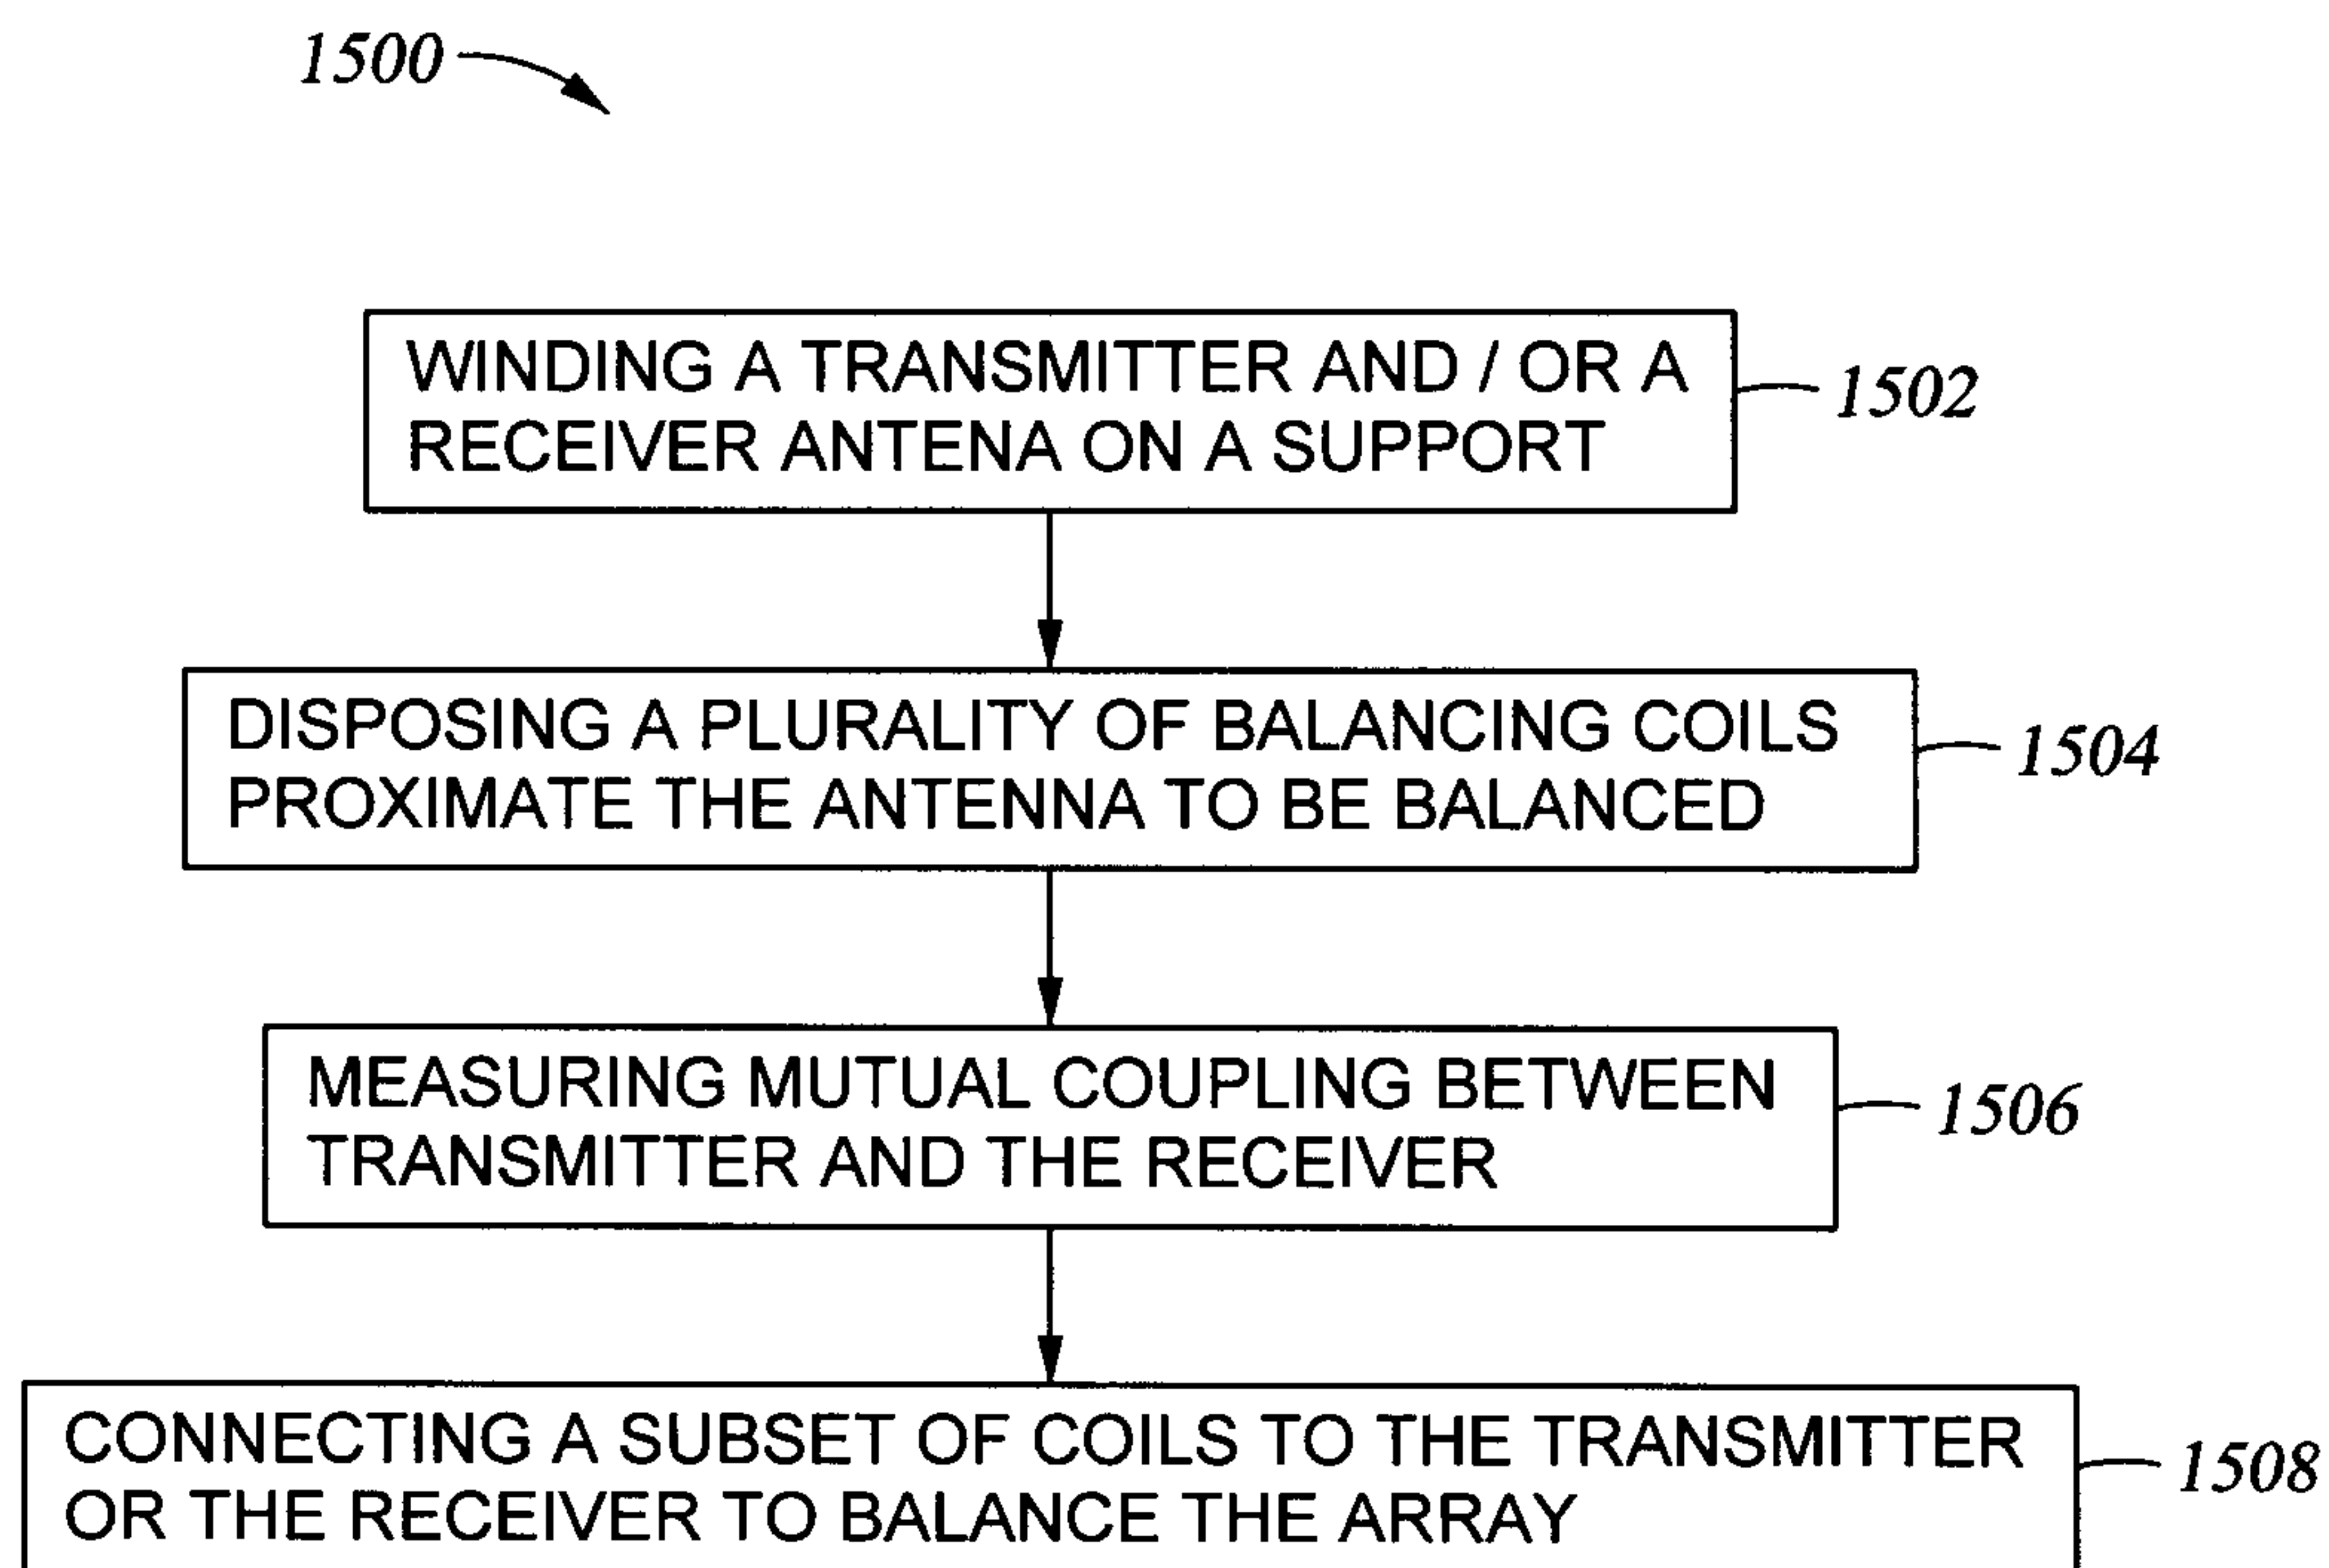 1500
WINDING A TRANSMITTER AND / OR A
RECEIVER ANTENA ON A SUPPORT
1502
DISPOSING A PLURALITY OF BALANCING COILS
PROXIMATE THE ANTENNA TO BE BALANCED
1504
MEASURING MUTUAL COUPLING BETWEEN
TRANSMITTER AND THE RECEIVER
1506
CONNECTING A SUBSET OF COILS TO THE TRANSMITTER
OR THE RECEIVER TO BALANCE THE ARRAY
1508